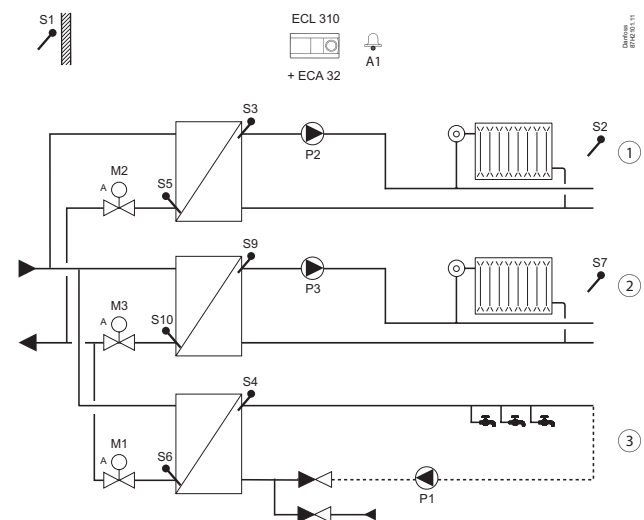 S1
ECL 310
A1
+ ECA 32
Danfoss
87H2101.11
S3
P2
S2
1
M2
A
S5
S9
P3
S7
2
M3
A
S10
S4
3
M1
A
S6
P1